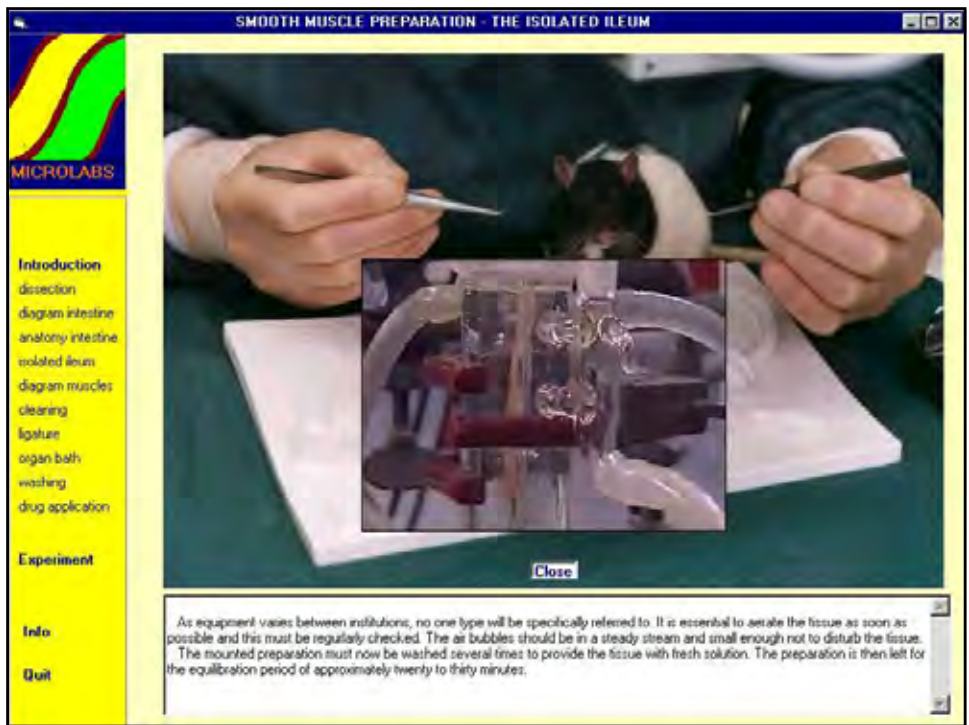 SMOOTH MUSCLE PREPARATION - THE ISOLATED ILEUM
MICROLABS
Introduction
dissection
diagram intestine
anatomy intestine
isolated ileum
diagram muscles
cleaning
ligature
organ bath
washing
drug application
Experiment
Info
Quit
Close
As equipment varies between institutions, no one type will be specifically referred to. It is essential to aerate the tissue as soon as
possible and this must be regularly checked. The air bubbles should be in a steady stream and small enough not to disturb the tissue.
The mounted preparation must now be washed several times to provide the tissue with fresh solution. The preparation is then left for
the equilibration period of approximately twenty to thirty minutes.